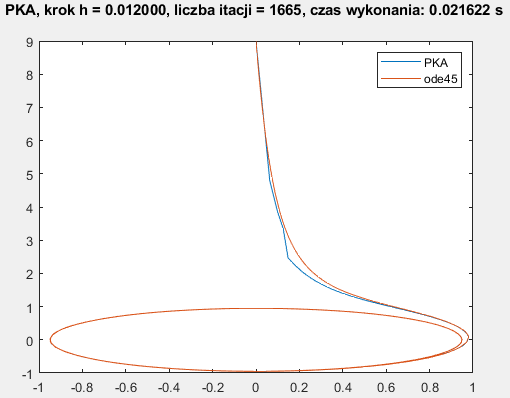 PKA, krok h = 0.012000, liczba itacji = 1665, czas wykonania: 0.021622 s
9
PKA
ode45
8
7
6
5
4
3
2
1
0
-1
-1 -0.8 -0.6 -0.4 -0.2 0 0.2 0.4 0.6 0.8 1